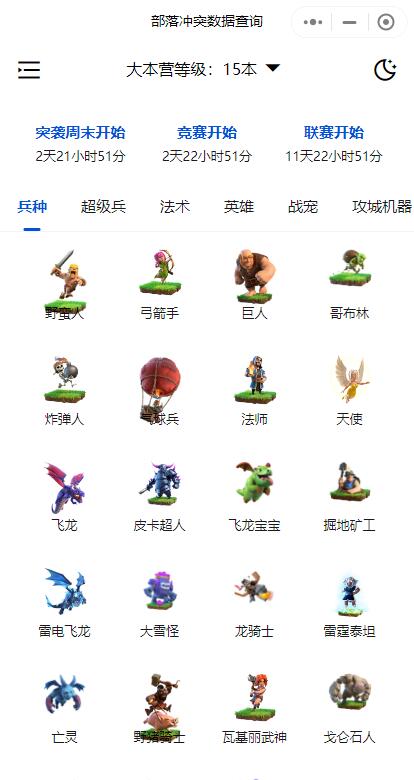 部落冲突数据查询
大本营等级：15本
突袭周末开始 竞赛开始 联赛开始
2天21小时51分 2天22小时51分 11天22小时51分
兵种 超级兵 法术 英雄 战宠 攻城机器
野蛮人 弓箭手 巨人 哥布林
炸弹人 气球兵 法师 天使
飞龙 皮卡超人 飞龙宝宝 掘地矿工
雷电飞龙 大雪怪 龙骑士 雷霆泰坦
亡灵 野猪骑士 瓦基丽武神 戈仑石人